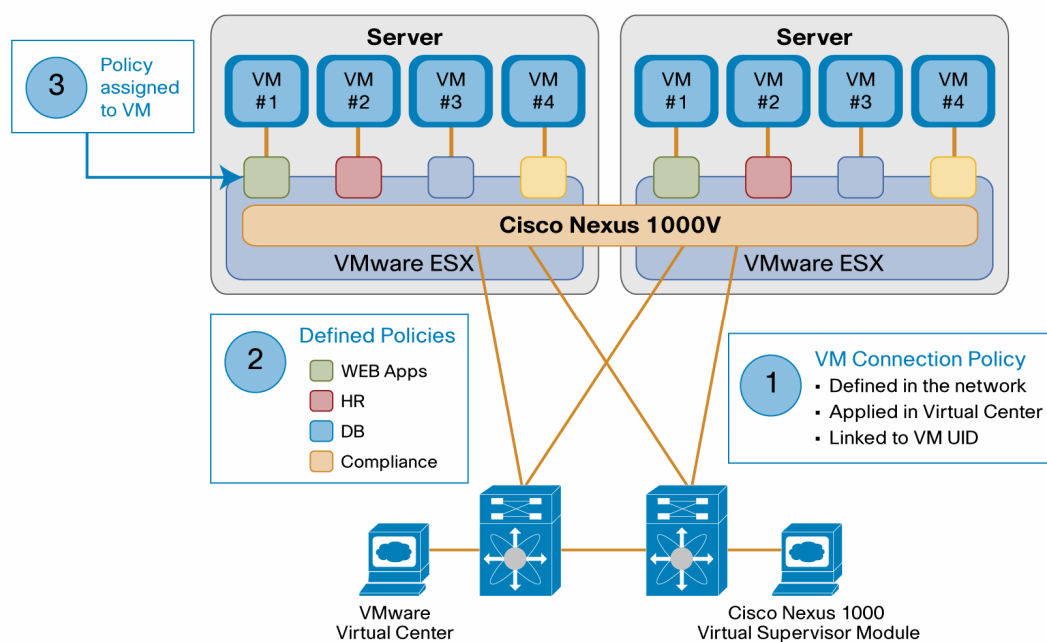 Server
Server
3
Policy
assigned
to VM
VM
#1
VM
#2
VM
#3
VM
#4
VM
#1
VM
#2
VM
#3
VM
#4
Cisco Nexus 1000V
VMware ESX
VMware ESX
2
Defined Policies
WEB Apps
HR
DB
Compliance
1
VM Connection Policy
▪ Defined in the network
▪ Applied in Virtual Center
▪ Linked to VM UID
VMware
Virtual Center
Cisco Nexus 1000
Virtual Supervisor Module